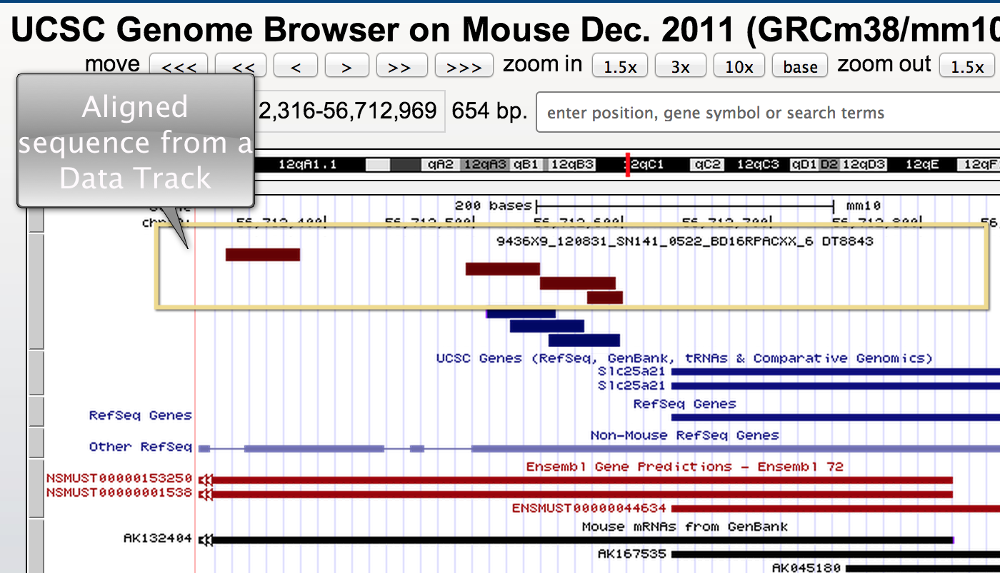 UCSC Genome Browser on Mouse Dec. 2011 (GRCm38/mm10
move <<< << < > >> >>> zoom in 1.5x 3x 10x base zoom out 1.5x
Aligned
sequence from a
Data Track
2,316-56,712,969 654 bp. enter position, gene symbol or search terms
12qA1.1 qA2 12qA3 qB1 12qB3 2qC1 qC2 12qC3 qD1 D2 12qD3 12qE 12qF
200 bases mm10
56,712,400| 56,712,500| 56,712,600| 56,712,700| 56,712,800| 56
9436X9_120831_SN141_0522_BD16RPACXX_6 DT8843
UCSC Genes (RefSeq, GenBank, tRNAs & Comparative Genomics)
Slc25a21
Slc25a21
RefSeq Genes
RefSeq Genes
Non-Mouse RefSeq Genes
Other RefSeq
Ensembl Gene Predictions - Ensembl 72
NSMUST00000153250
NSMUST00000001538
ENSMUST00000044634
Mouse mRNAs from GenBank
AK132404
AK167535
AK045180